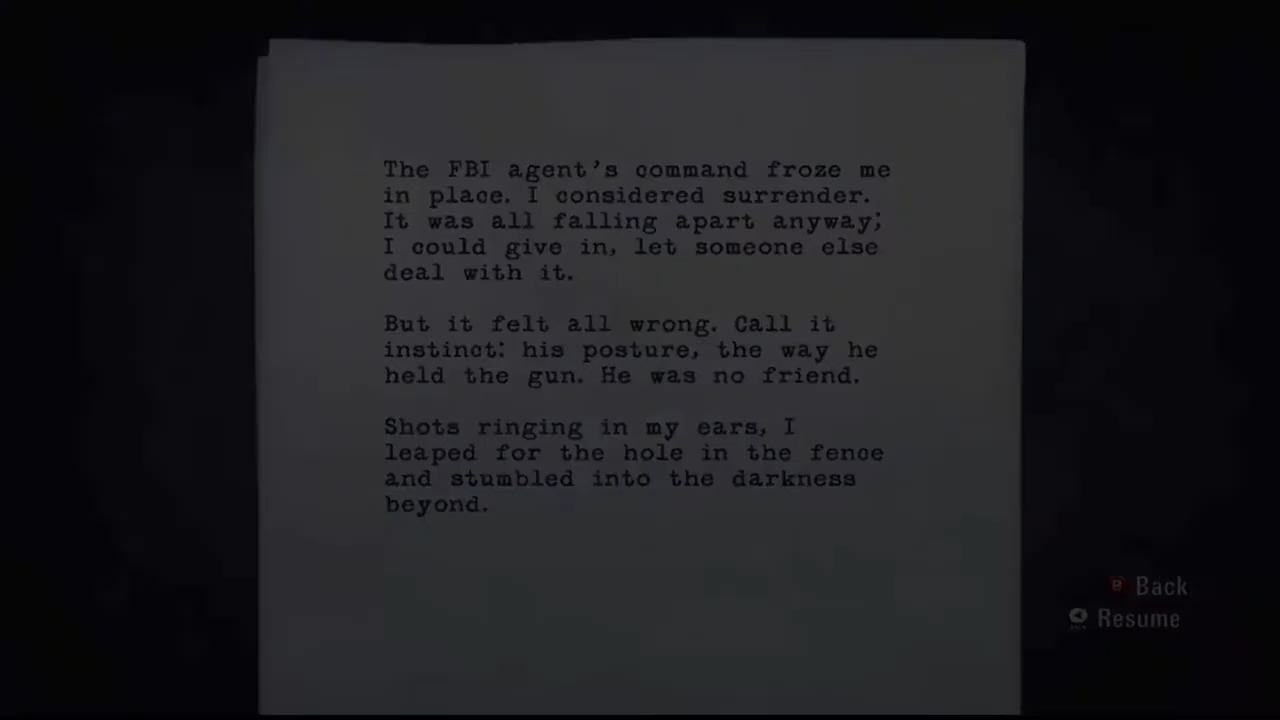 The FBI agent's command froze me
in place. I considered surrender.
It was all falling apart anyway;
I could give in, let someone else
deal with it.
But it felt all wrong. Call it
instinct: his posture, the way he
held the gun. He was no friend.
Shots ringing in my ears, I
leaped for the hole in the fence
and stumbled into the darkness
beyond.
B Back
Resume